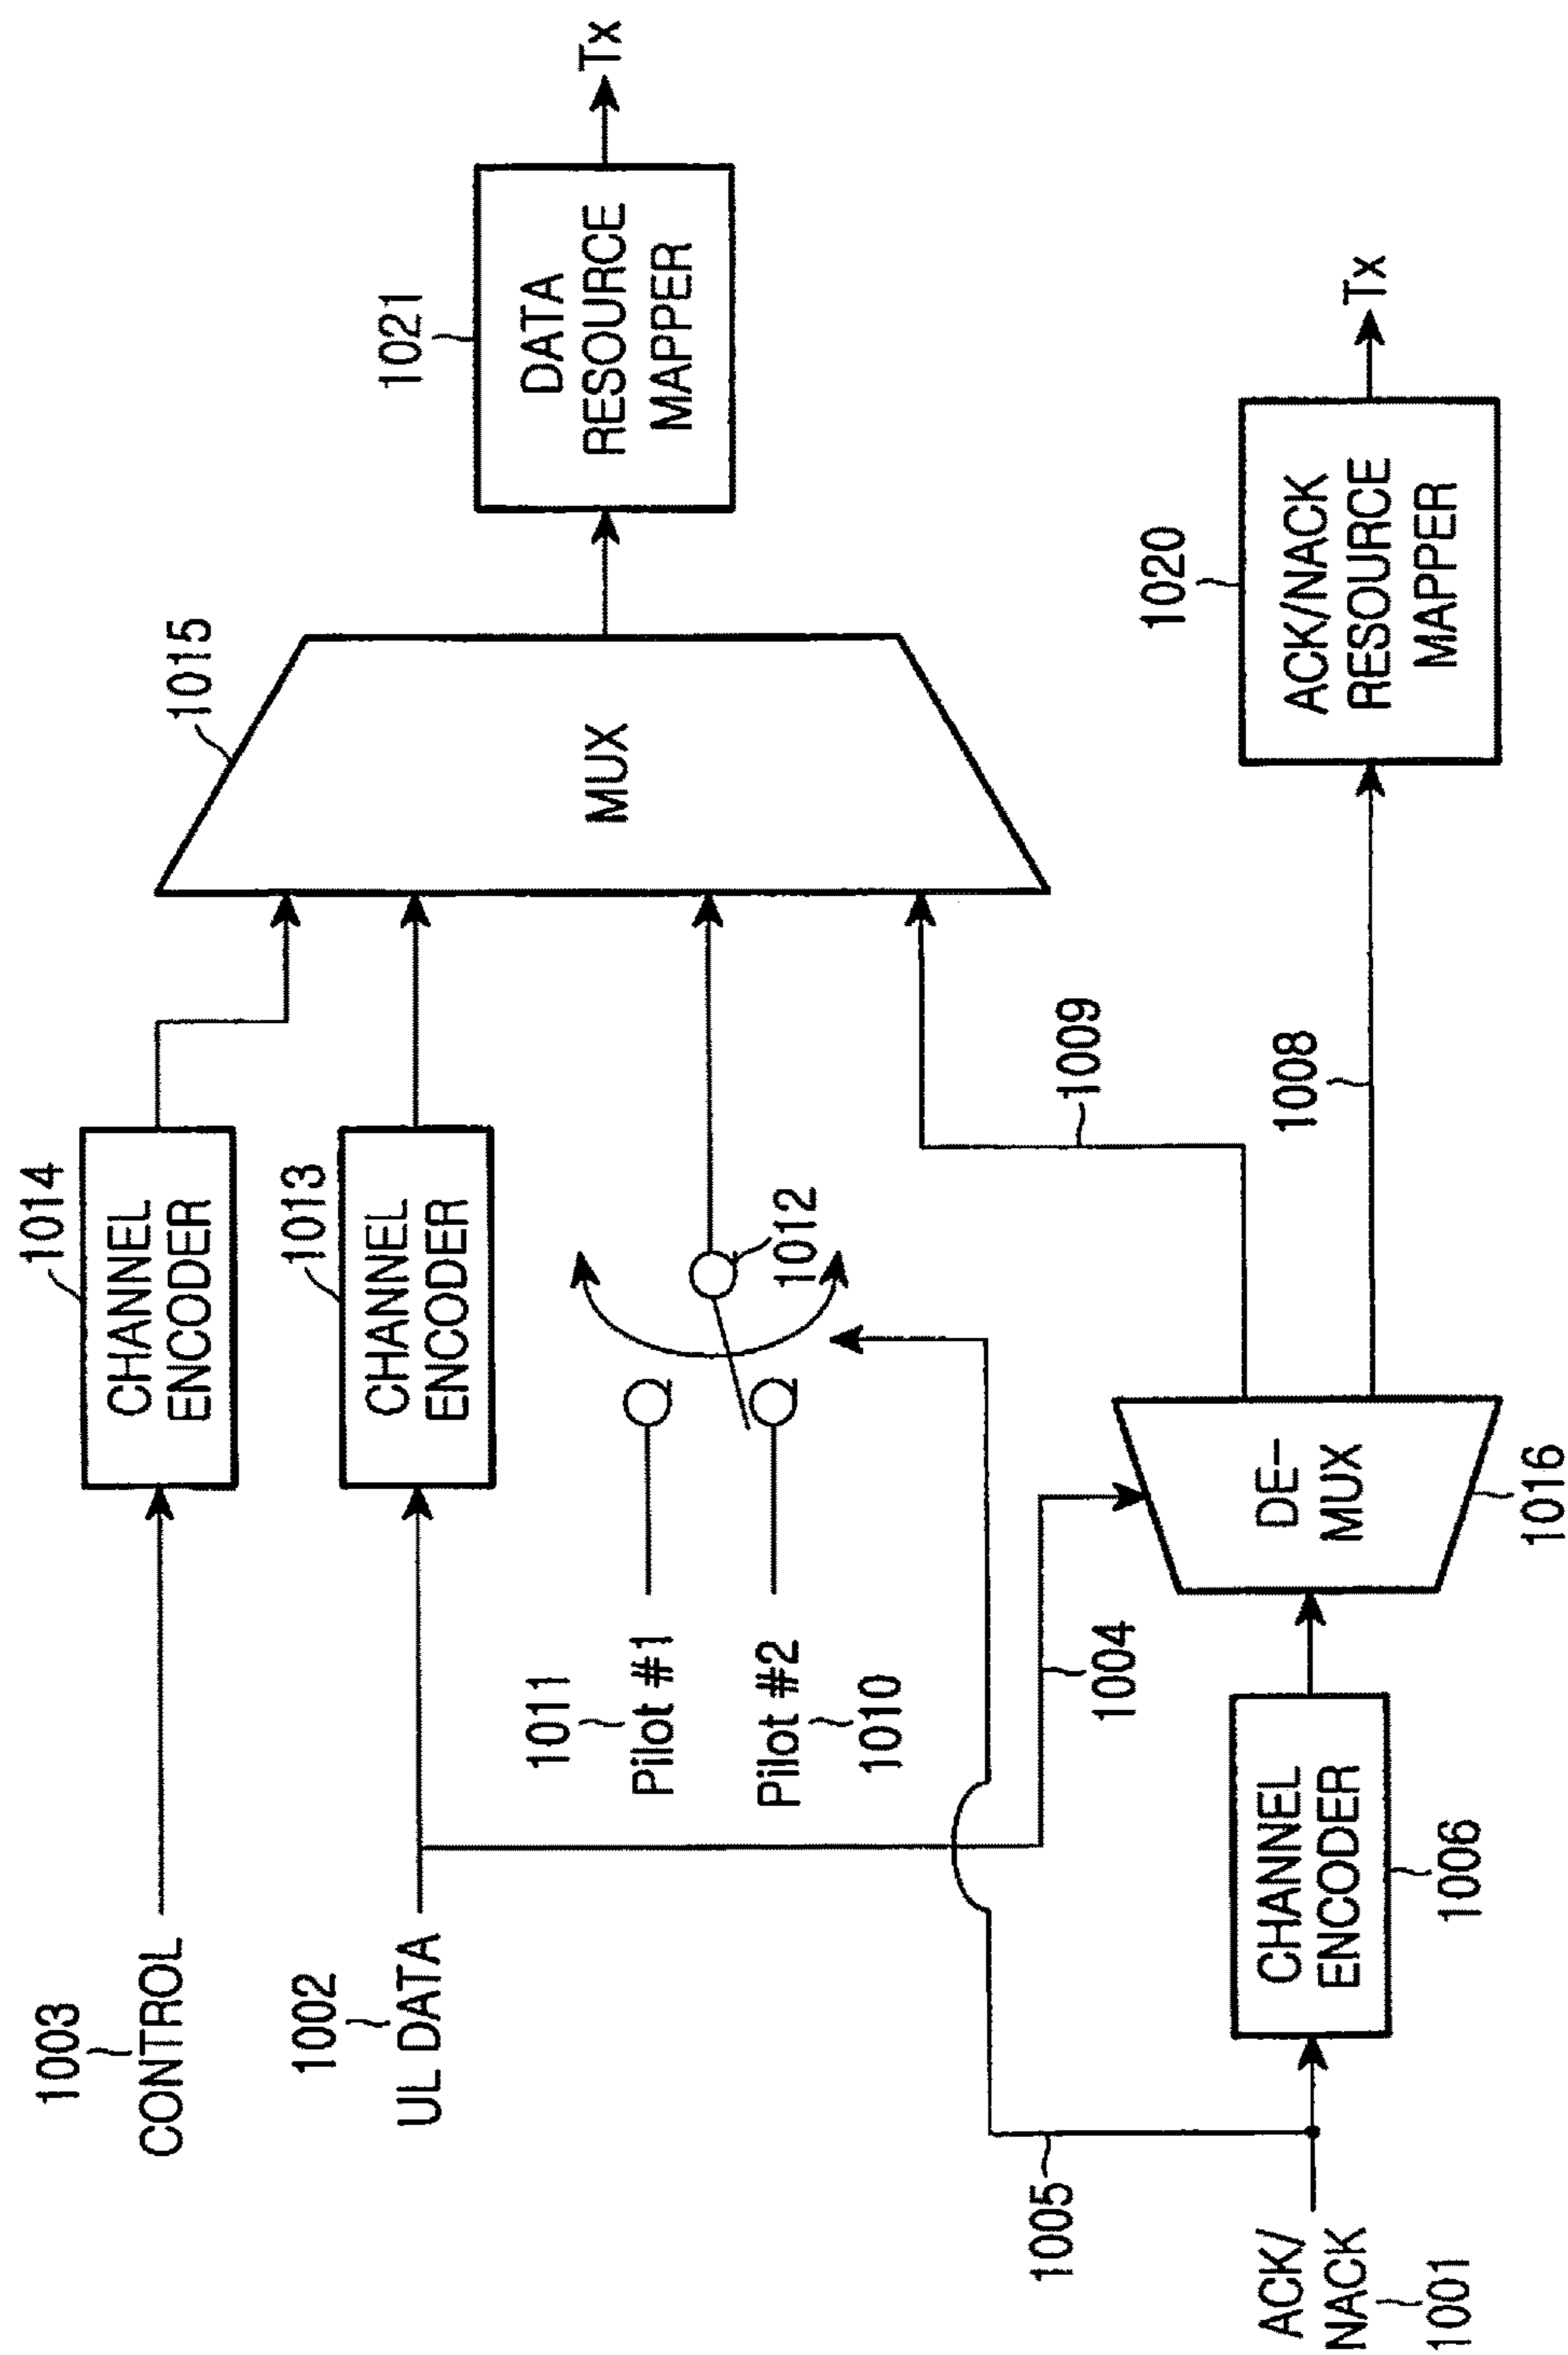 1003
CONTROL
1014
CHANNEL
ENCODER
1002
UL DATA
1013
CHANNEL
ENCODER
1015
MUX
1021
DATA
RESOURCE
MAPPER
Tx
1011
Pilot #1
Pilot #2
1010
1012
1005
1004
1009
1008
ACK/
NACK
1001
CHANNEL
ENCODER
1006
DE-
MUX
1016
1020
ACK/NACK
RESOURCE
MAPPER
Tx